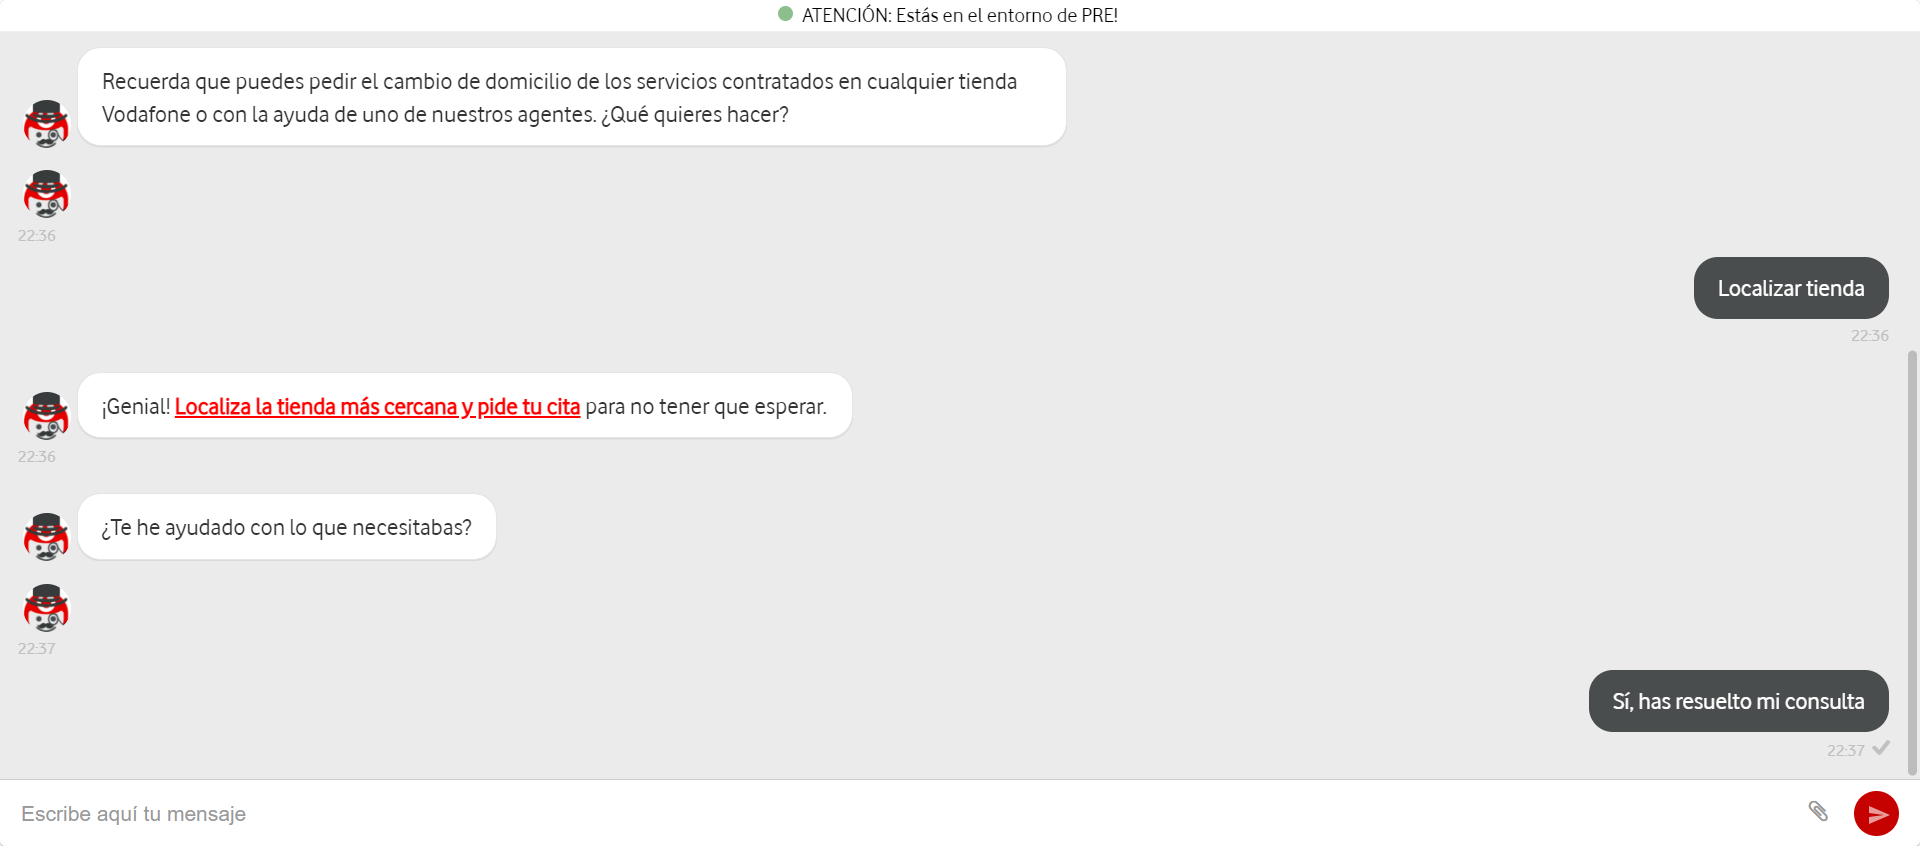 ATENCIÓN: Estás en el entorno de PRE!
Recuerda que puedes pedir el cambio de domicilio de los servicios contratados en cualquier tienda
Vodafone o con la ayuda de uno de nuestros agentes. ¿Qué quieres hacer?
22:36
Localizar tienda
22:36
¡Genial! Localiza la tienda más cercana y pide tu cita para no tener que esperar.
22:36
¿Te he ayudado con lo que necesitabas?
22:37
Sí, has resuelto mi consulta
22:37
Escribe aquí tu mensaje